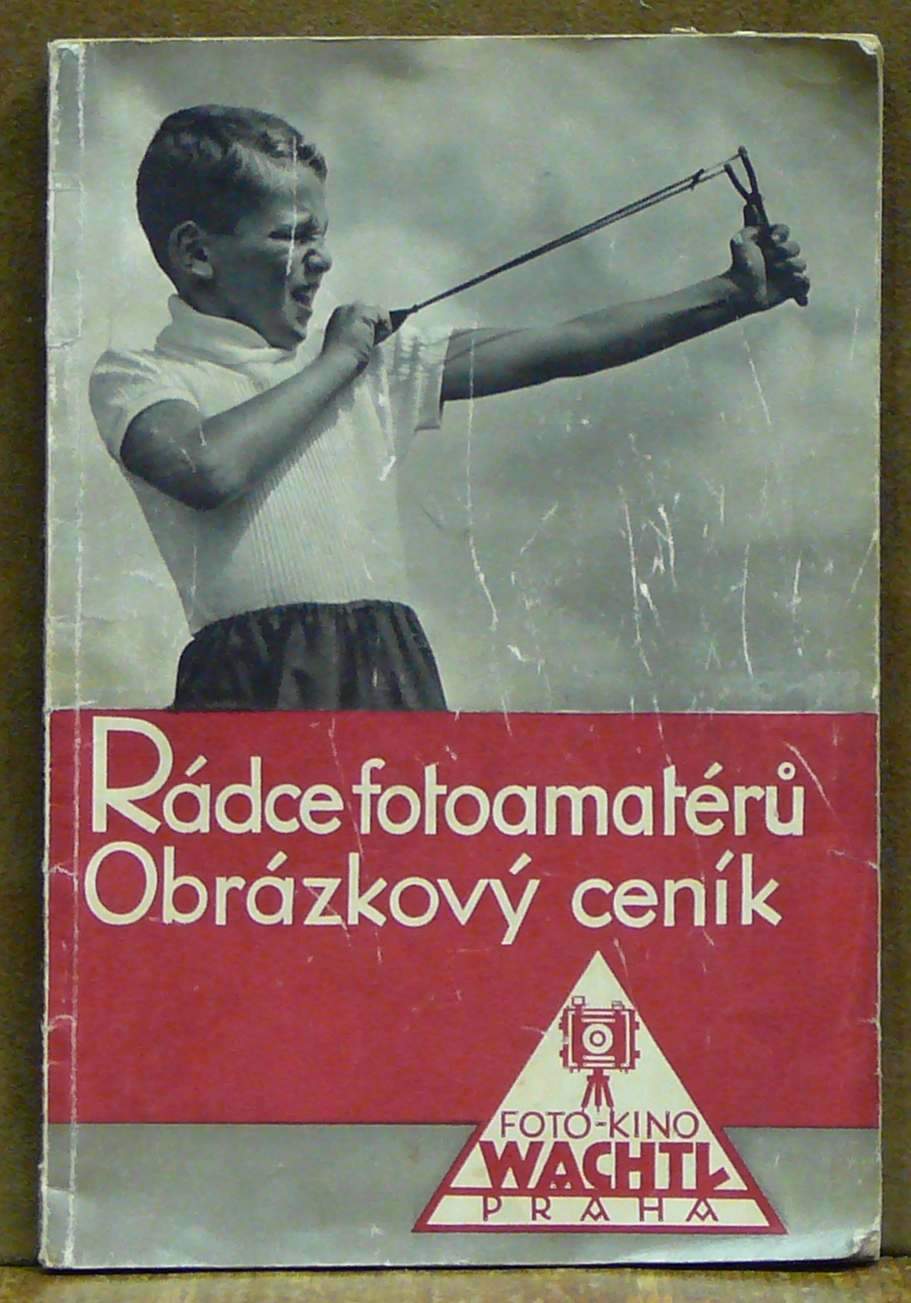 Rádce fotoamatérů
Obrázkový ceník
FOTO-KINO
WACHTL
PRAHA